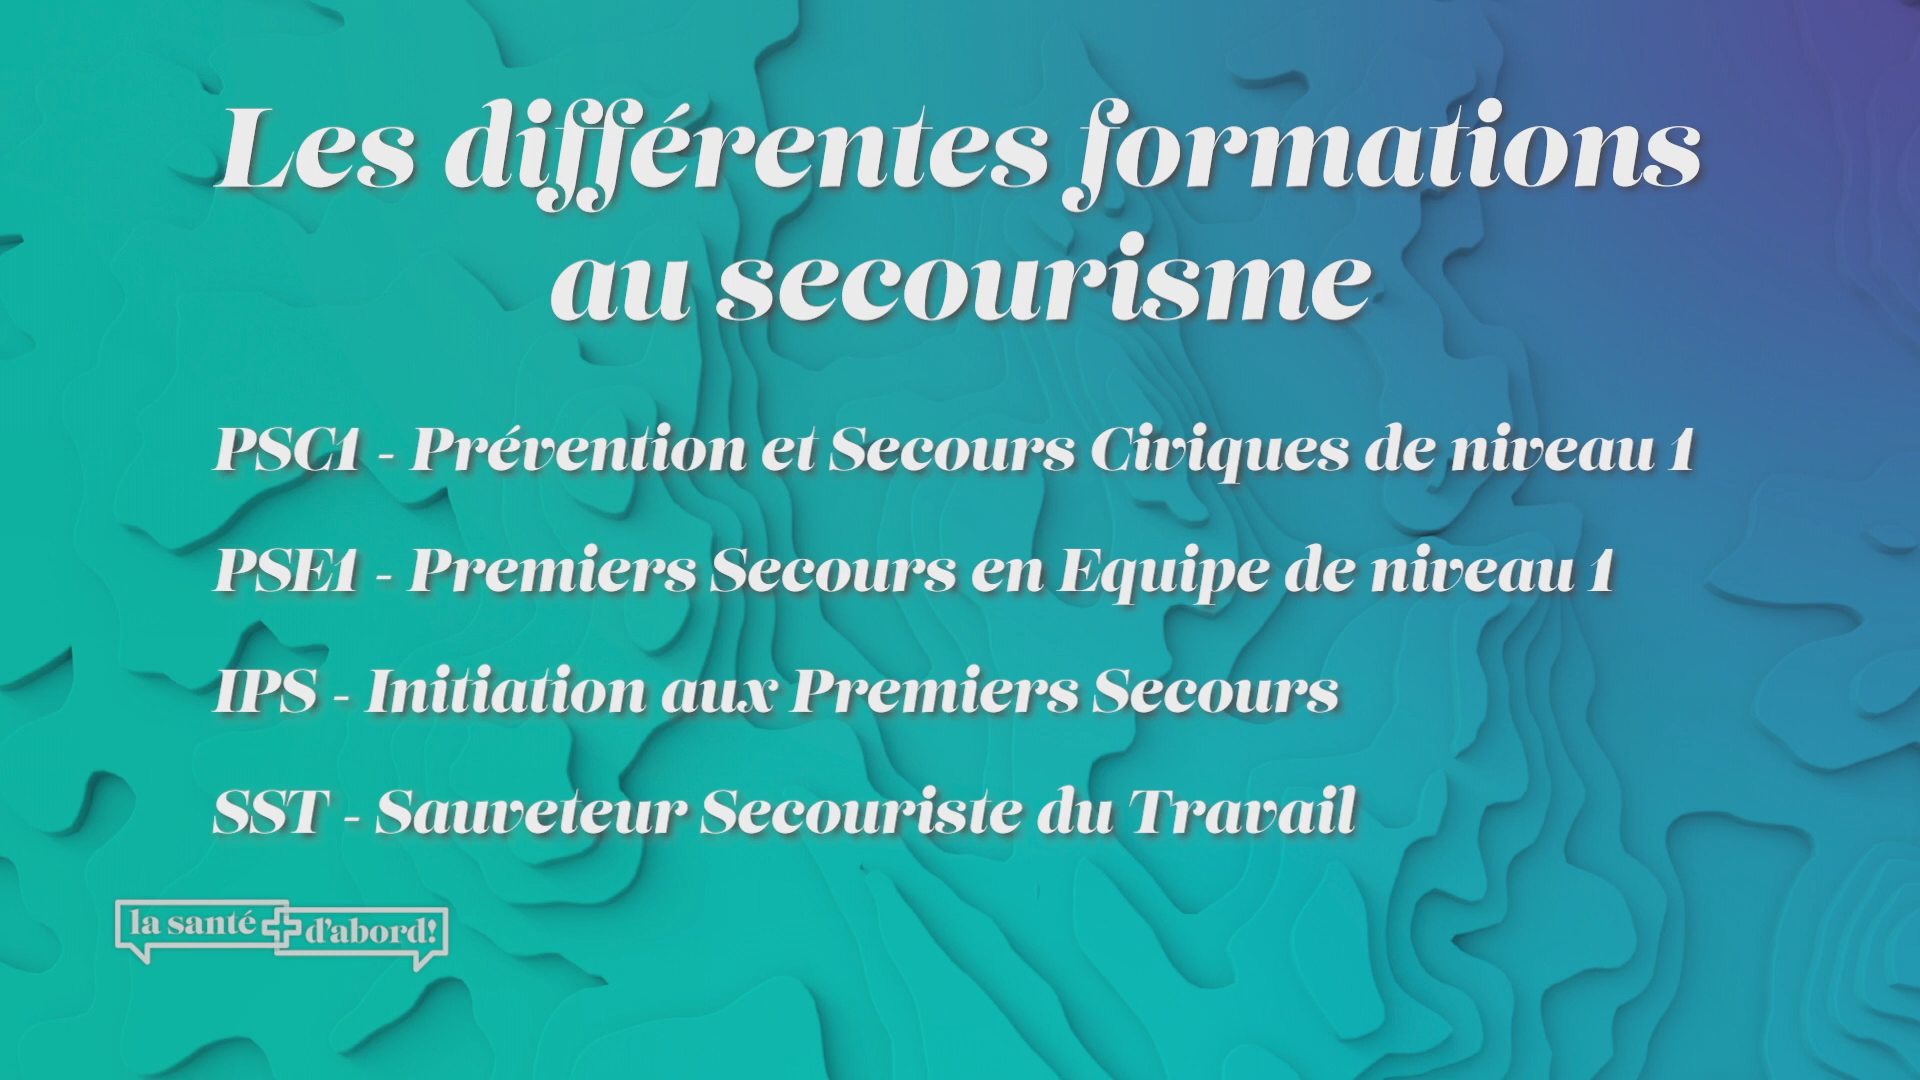 Les différentes formations
au secourisme
PSC1 - Prévention et Secours Civiques de niveau 1
PSE1 - Premiers Secours en Equipe de niveau 1
IPS - Initiation aux Premiers Secours
SST - Sauveteur Secouriste du Travail
la santé d'abord!